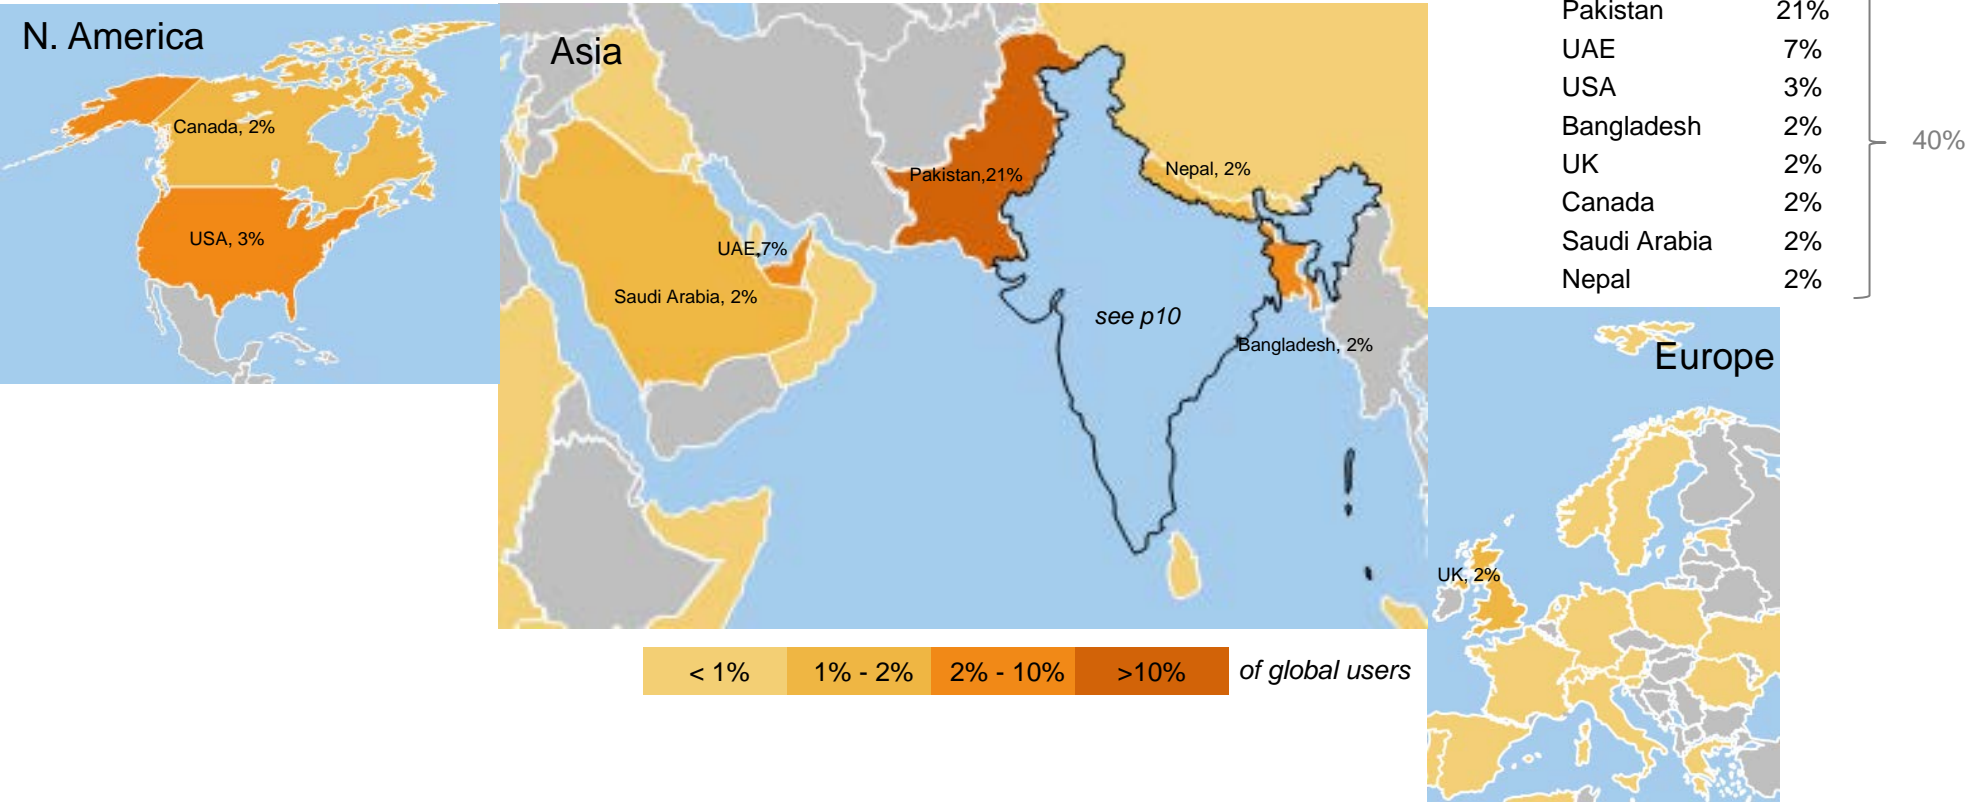 N. America
Canada, 2%
USA, 3%
Asia
Pakistan,21%
Nepal, 2%
UAE,7%
Saudi Arabia, 2%
see p10
Bangladesh, 2%
Pakistan 21%
UAE 7%
USA 3%
Bangladesh 2%
UK 2%
Canada 2%
Saudi Arabia 2%
Nepal 2%
40%
Europe
UK, 2%
< 1% 1% - 2% 2% - 10% >10% of global users